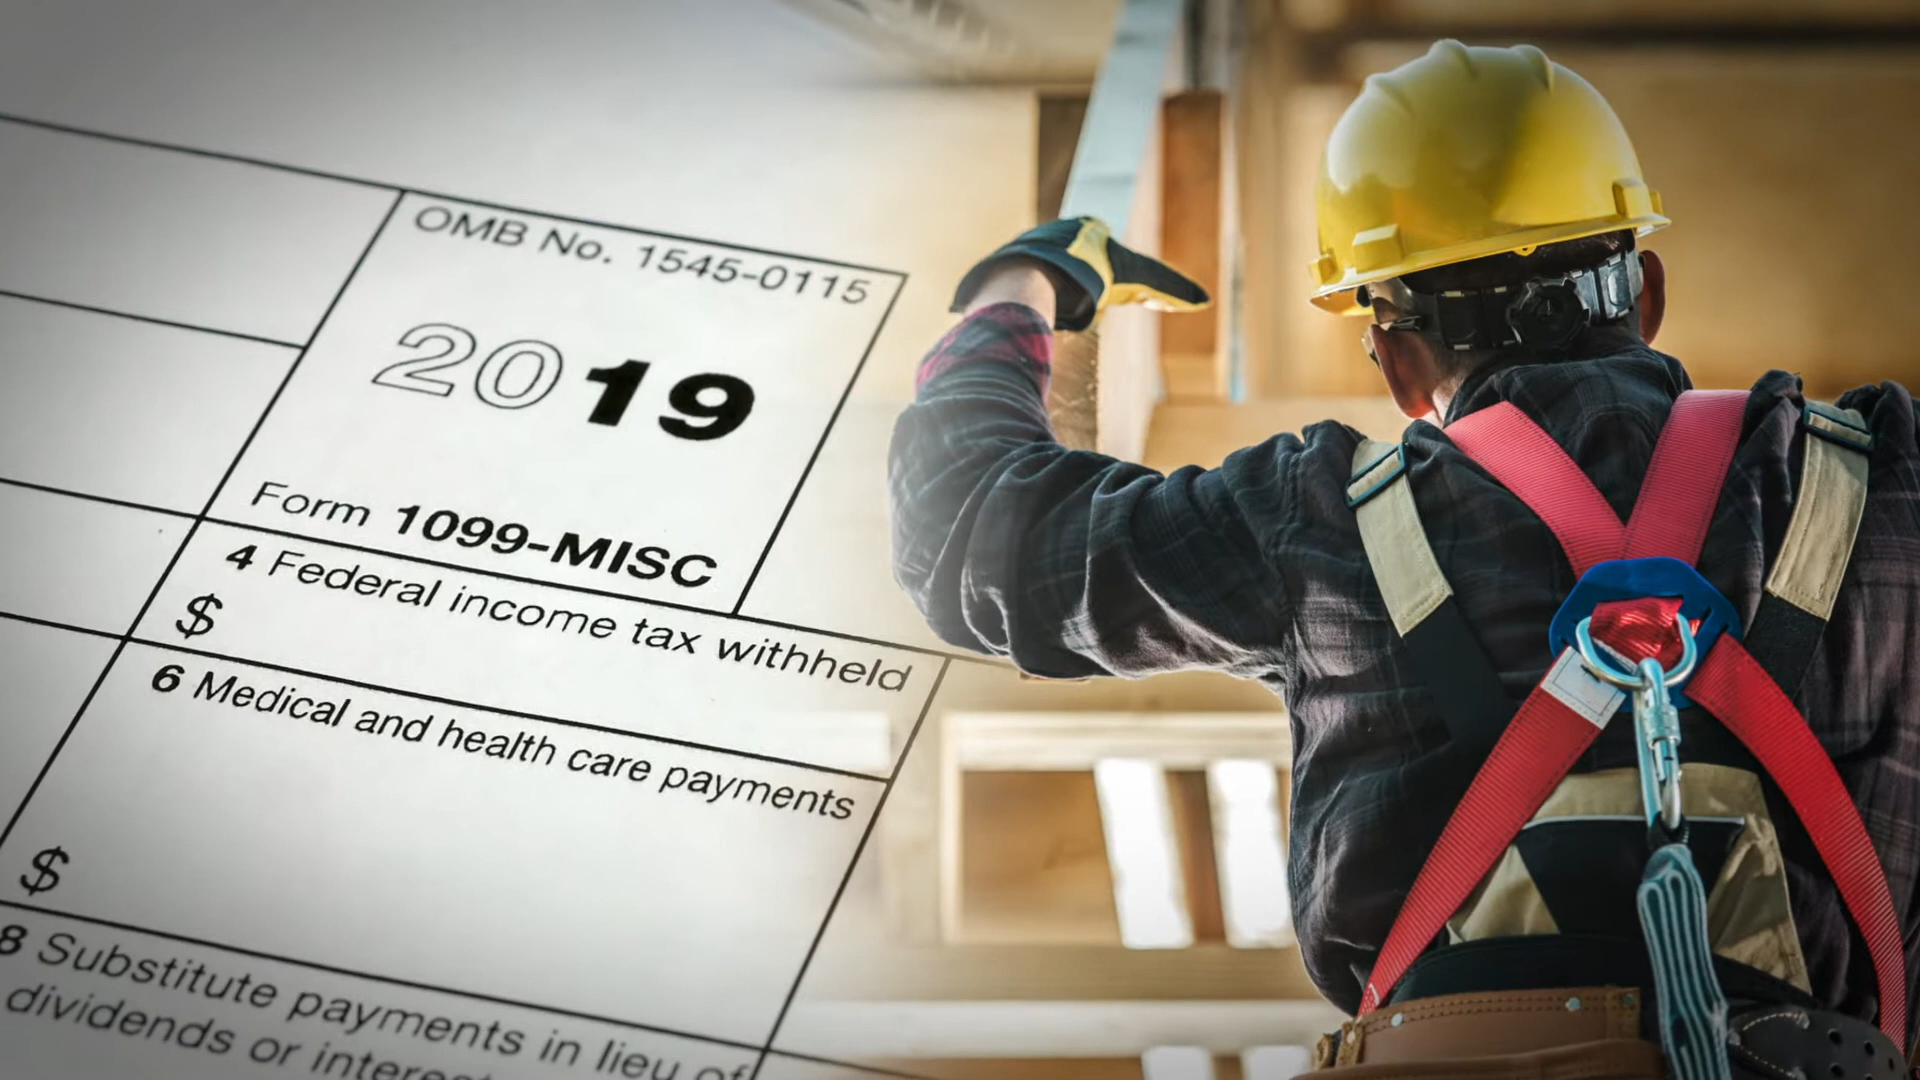 OMB No. 1545-0115
2019
Form 1099-MISC
4 Federal income tax withheld
$
6 Medical and health care payments
$
8 Substitute payments in lieu of
dividends or interest